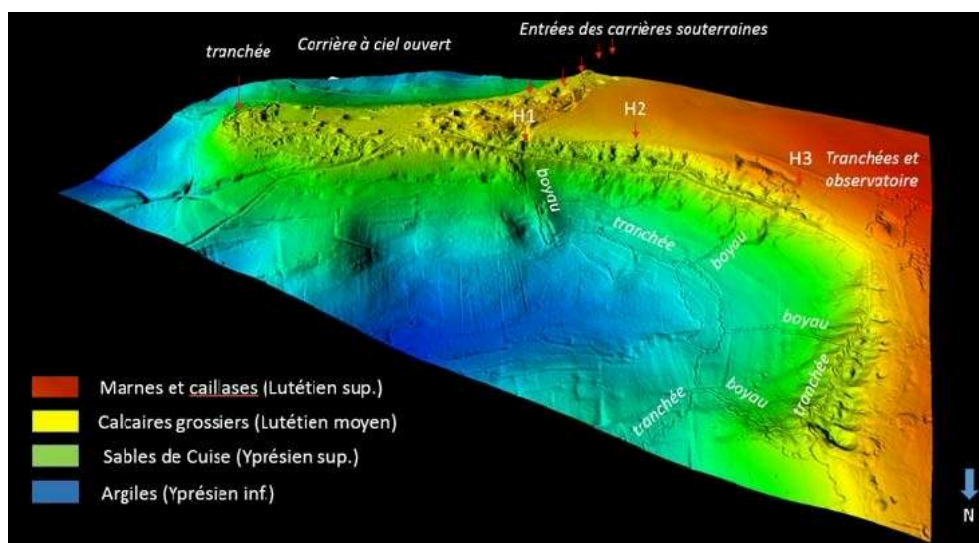 Entrées des carrières souterraines
Carrière à ciel ouvert
tranchée
H1
H2
H3
Tranchées et
observatoire
boyau
tranchée
boyau
boyau
tranchée
boyau
tranchée
Marnes et caillases (Lutétien sup.)
Calcaires grossiers (Lutétien moyen)
Sables de Cuise (Yprésien sup.)
Argiles (Yprésien inf.)
N